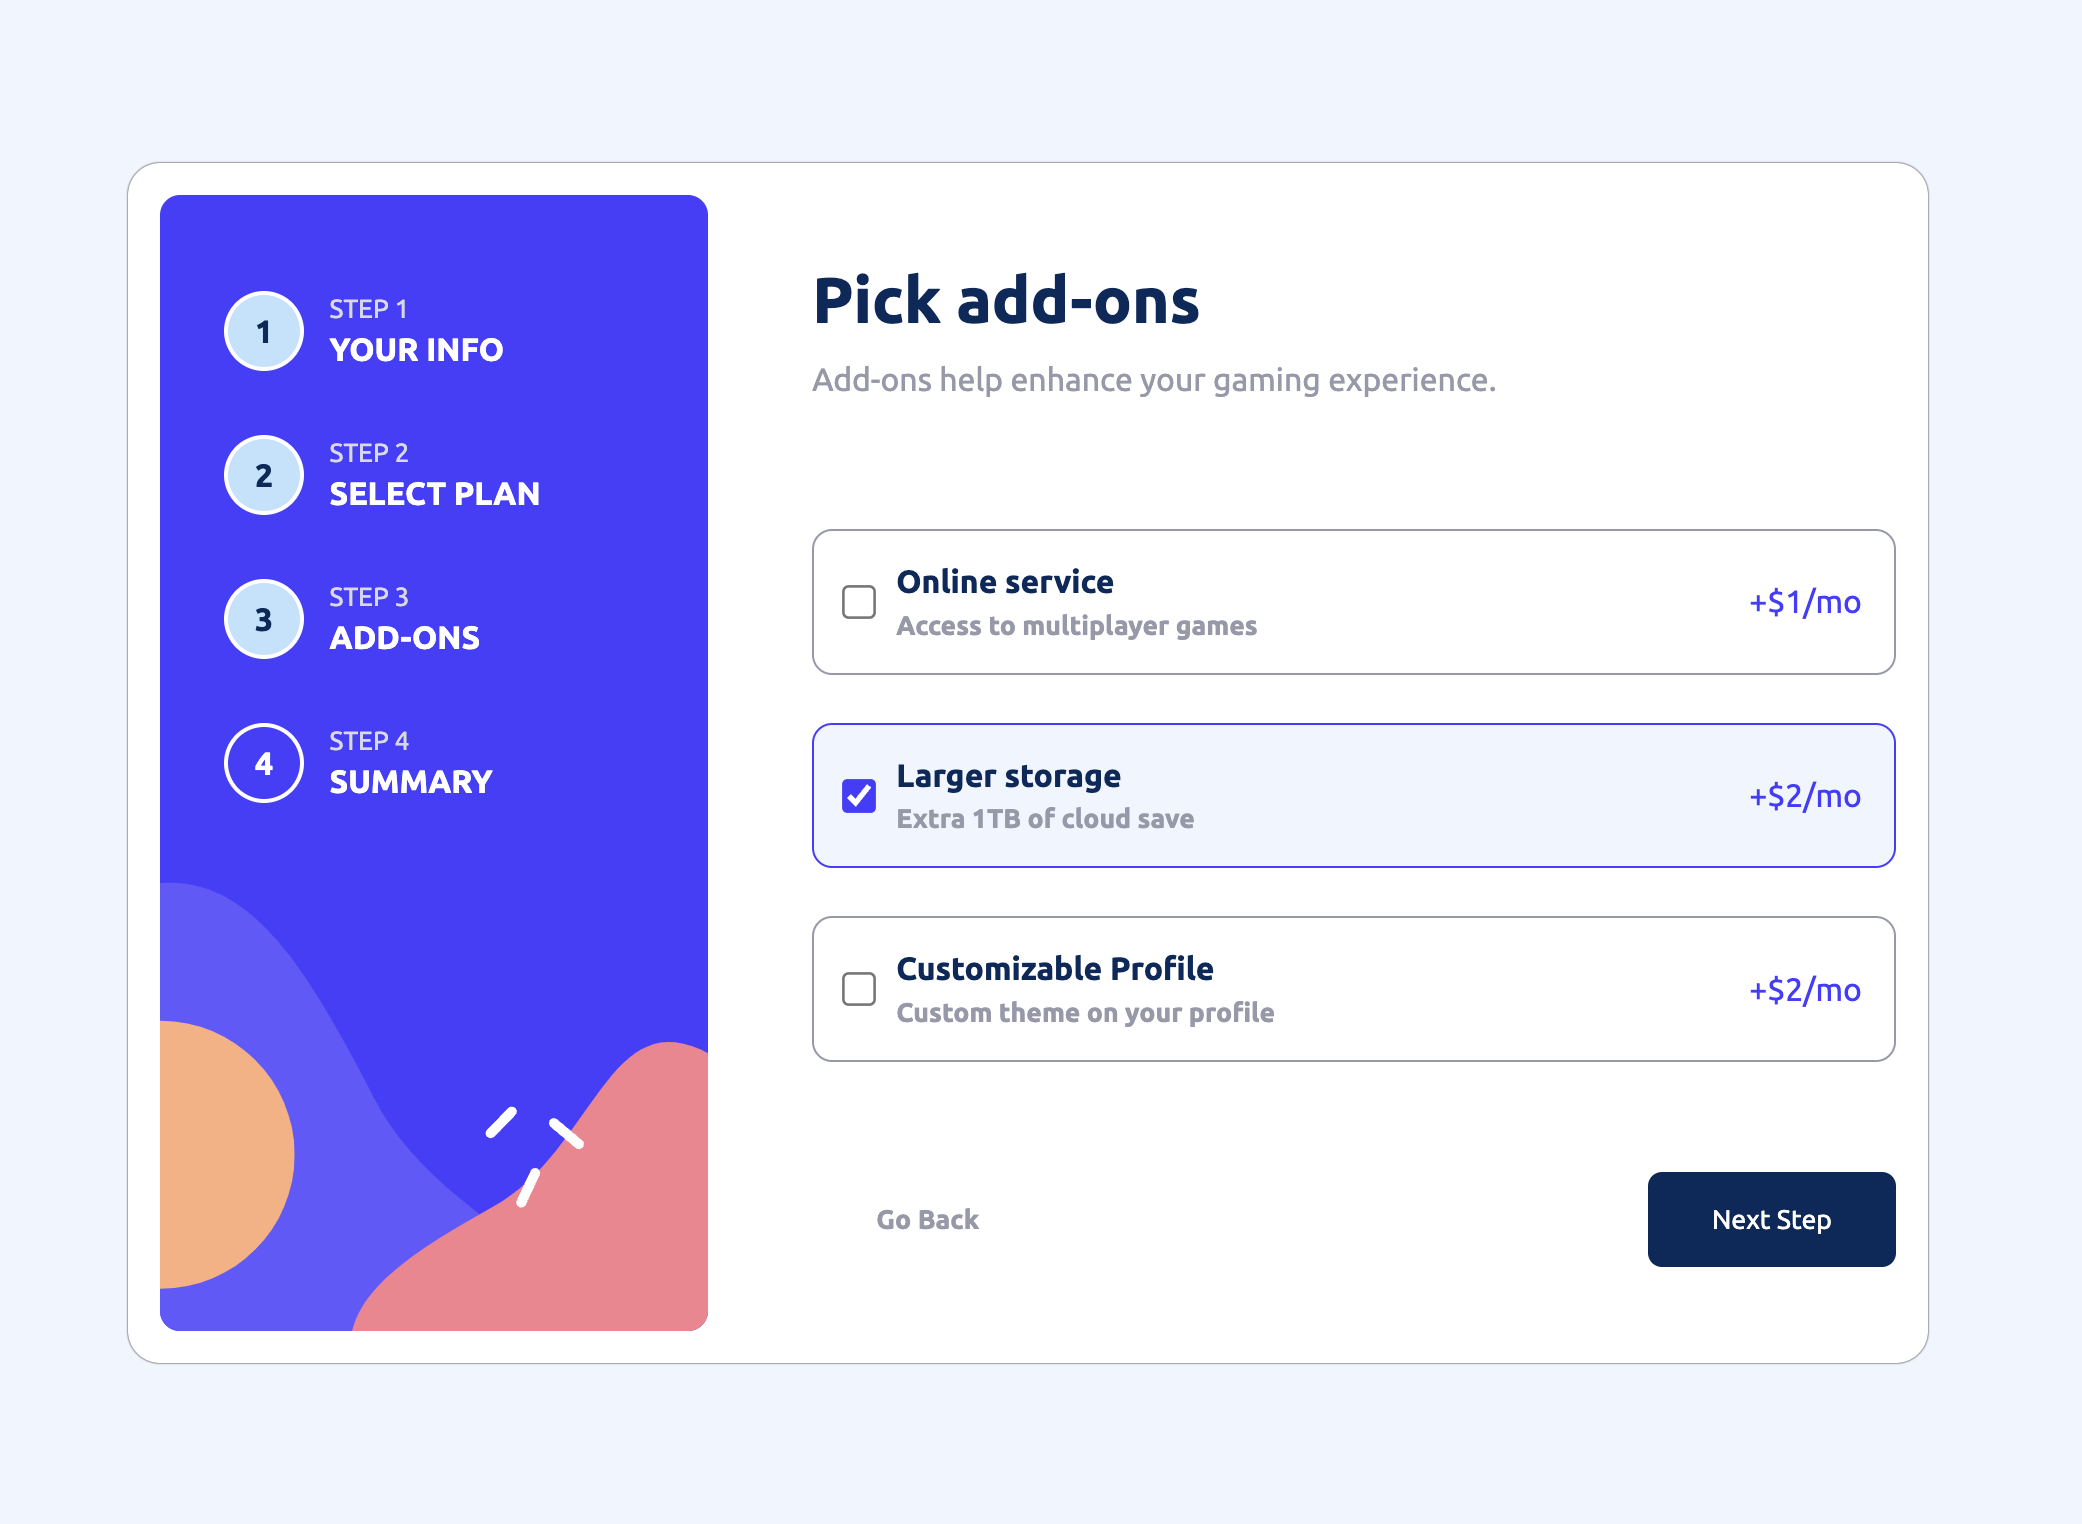 1
STEP 1
YOUR INFO
2
STEP 2
SELECT PLAN
3
STEP 3
ADD-ONS
4
STEP 4
SUMMARY
Pick add-ons
Add-ons help enhance your gaming experience.
Online service
Access to multiplayer games
+$1/mo
Larger storage
Extra 1TB of cloud save
+$2/mo
Customizable Profile
Custom theme on your profile
+$2/mo
Go Back
Next Step